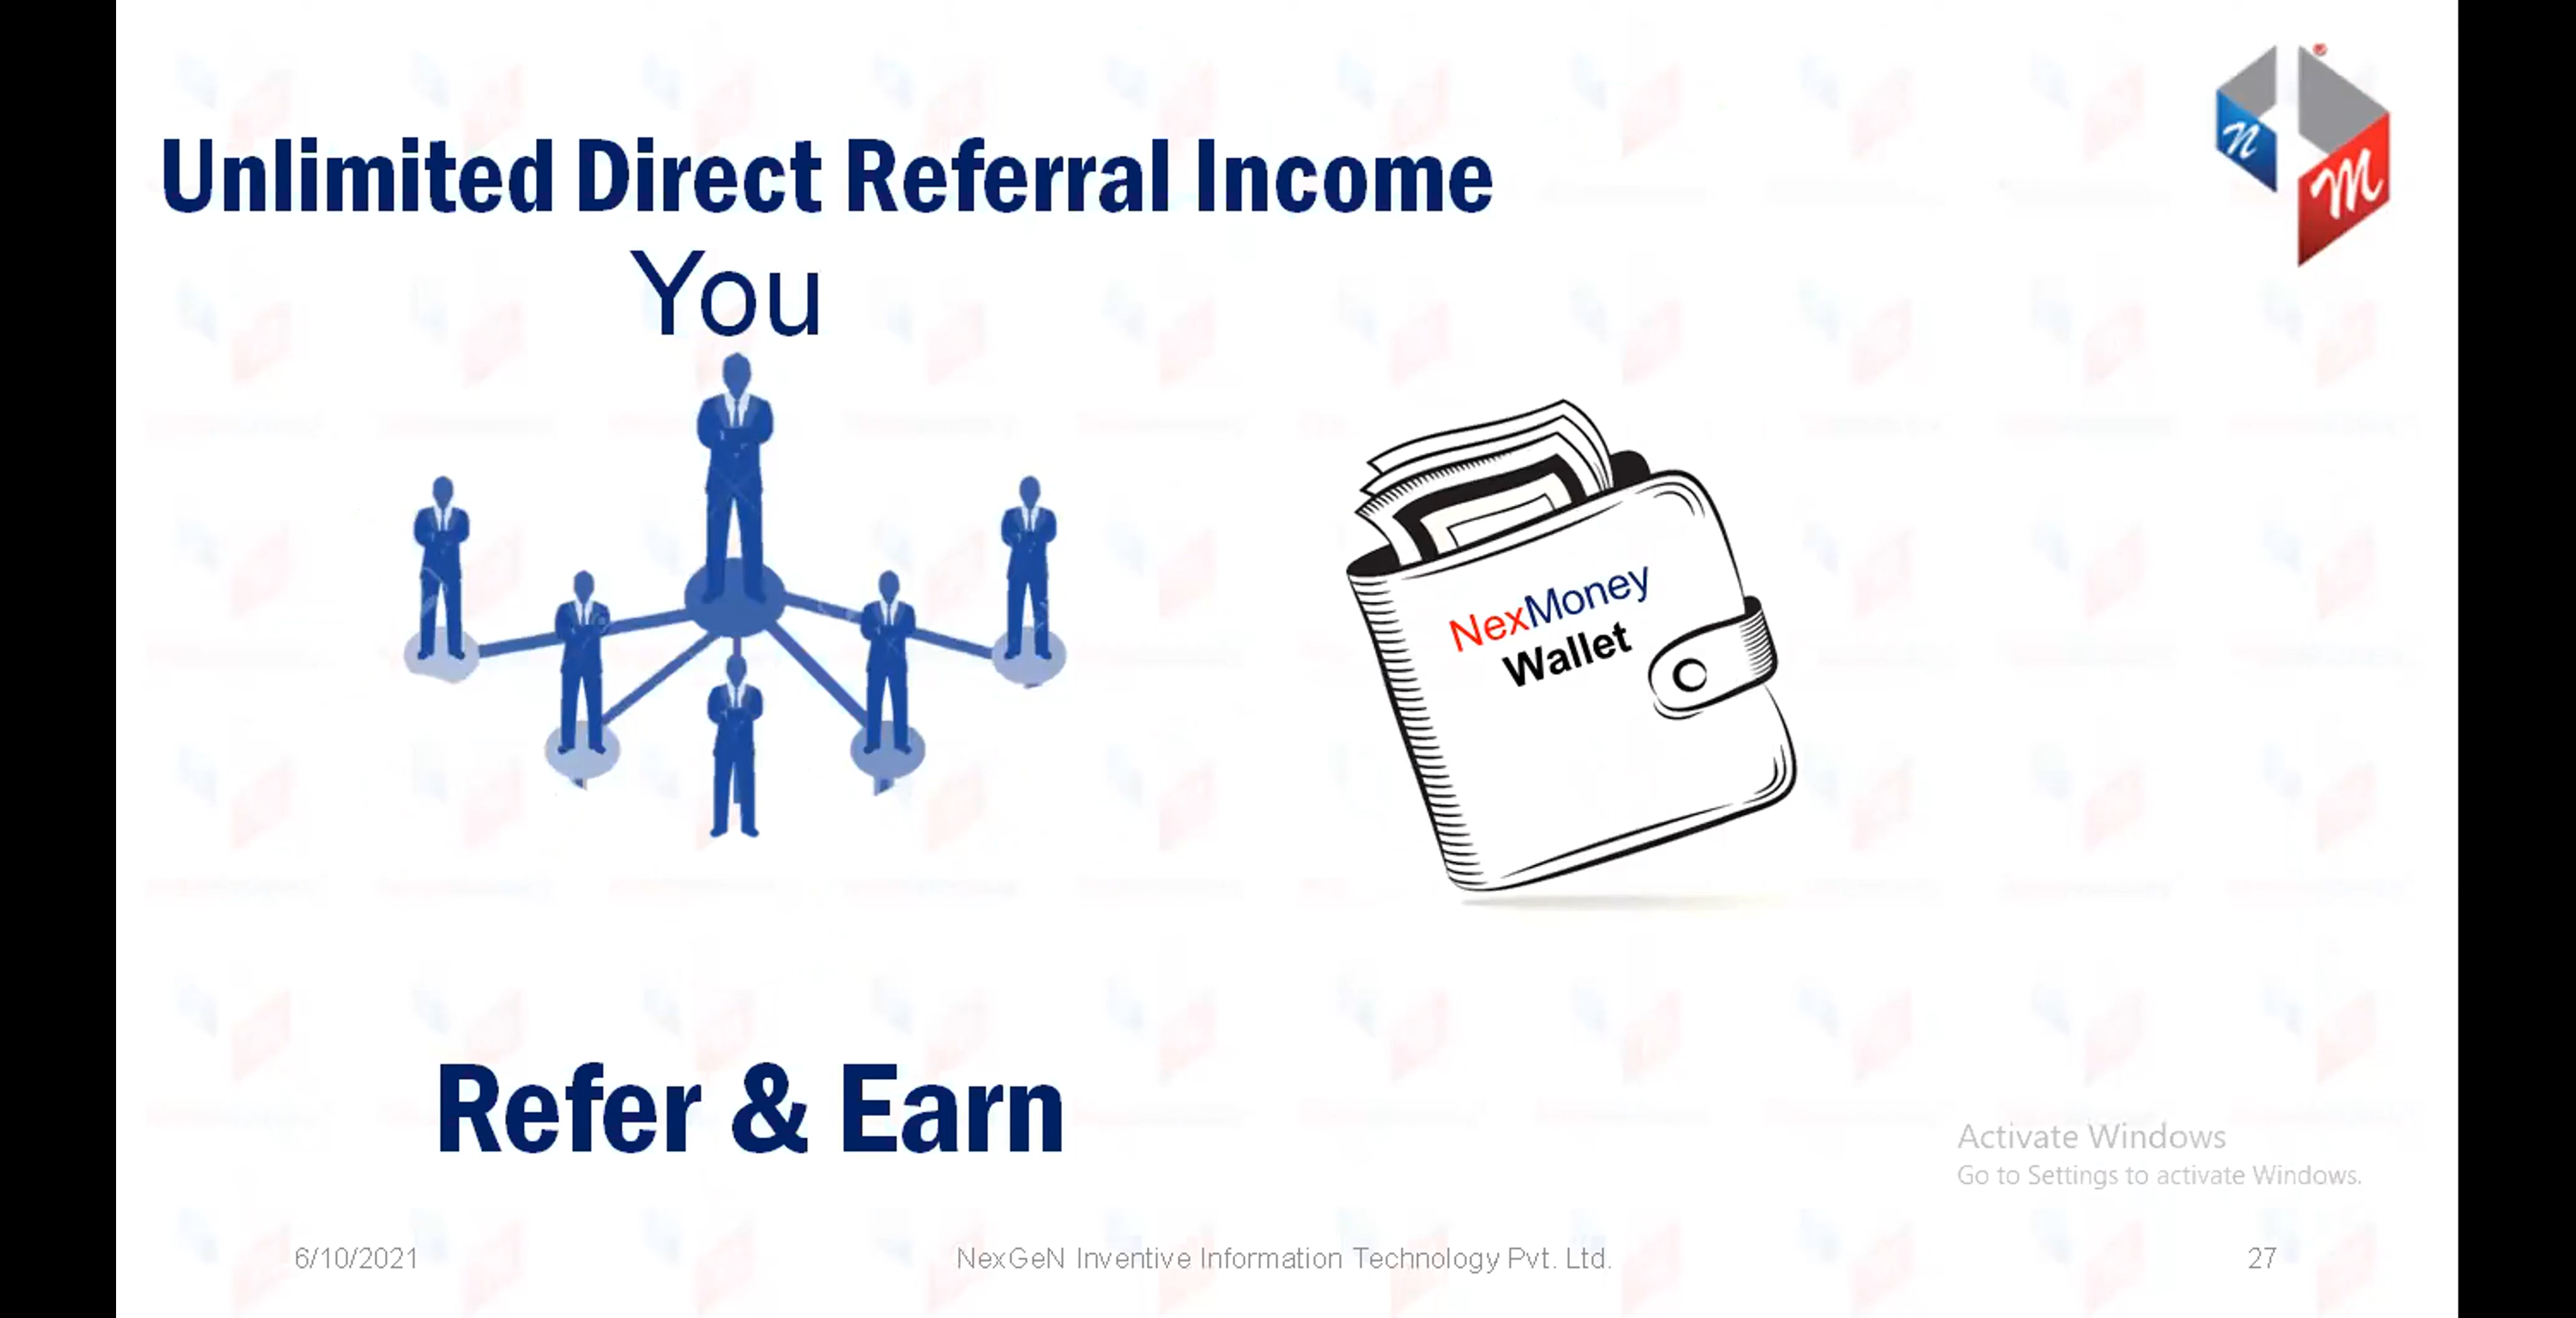 Unlimited Direct Referral Income
You
n
m
NexMoney
Wallet
Refer & Earn
Activate Windows
Go to Settings to activate Windows.
6/10/2021
NexGeN Inventive Information Technology Pvt. Ltd.
27